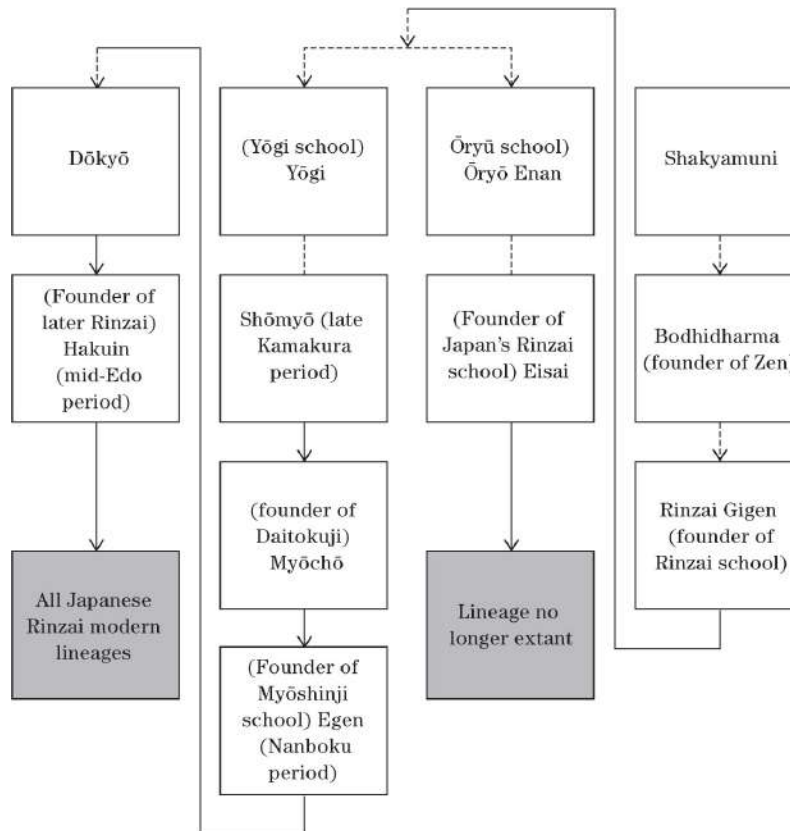 Dōkyō
(Founder of
later Rinzai)
Hakuin
(mid-Edo
period)
All Japanese
Rinzai modern
lineages
(Yōgi school)
Yōgi
Shōmyō (late
Kamakura
period)
(founder of
Daitokuji)
Myōchō
(Founder of
Myōshinji
school) Egen
(Nanboku
period)
Ōryū school)
Ōryō Enan
(Founder of
Japan's Rinzai
school) Eisai
Lineage no
longer extant
Shakyamuni
Bodhidharma
(founder of Zen)
Rinzai Gigen
(founder of
Rinzai school)